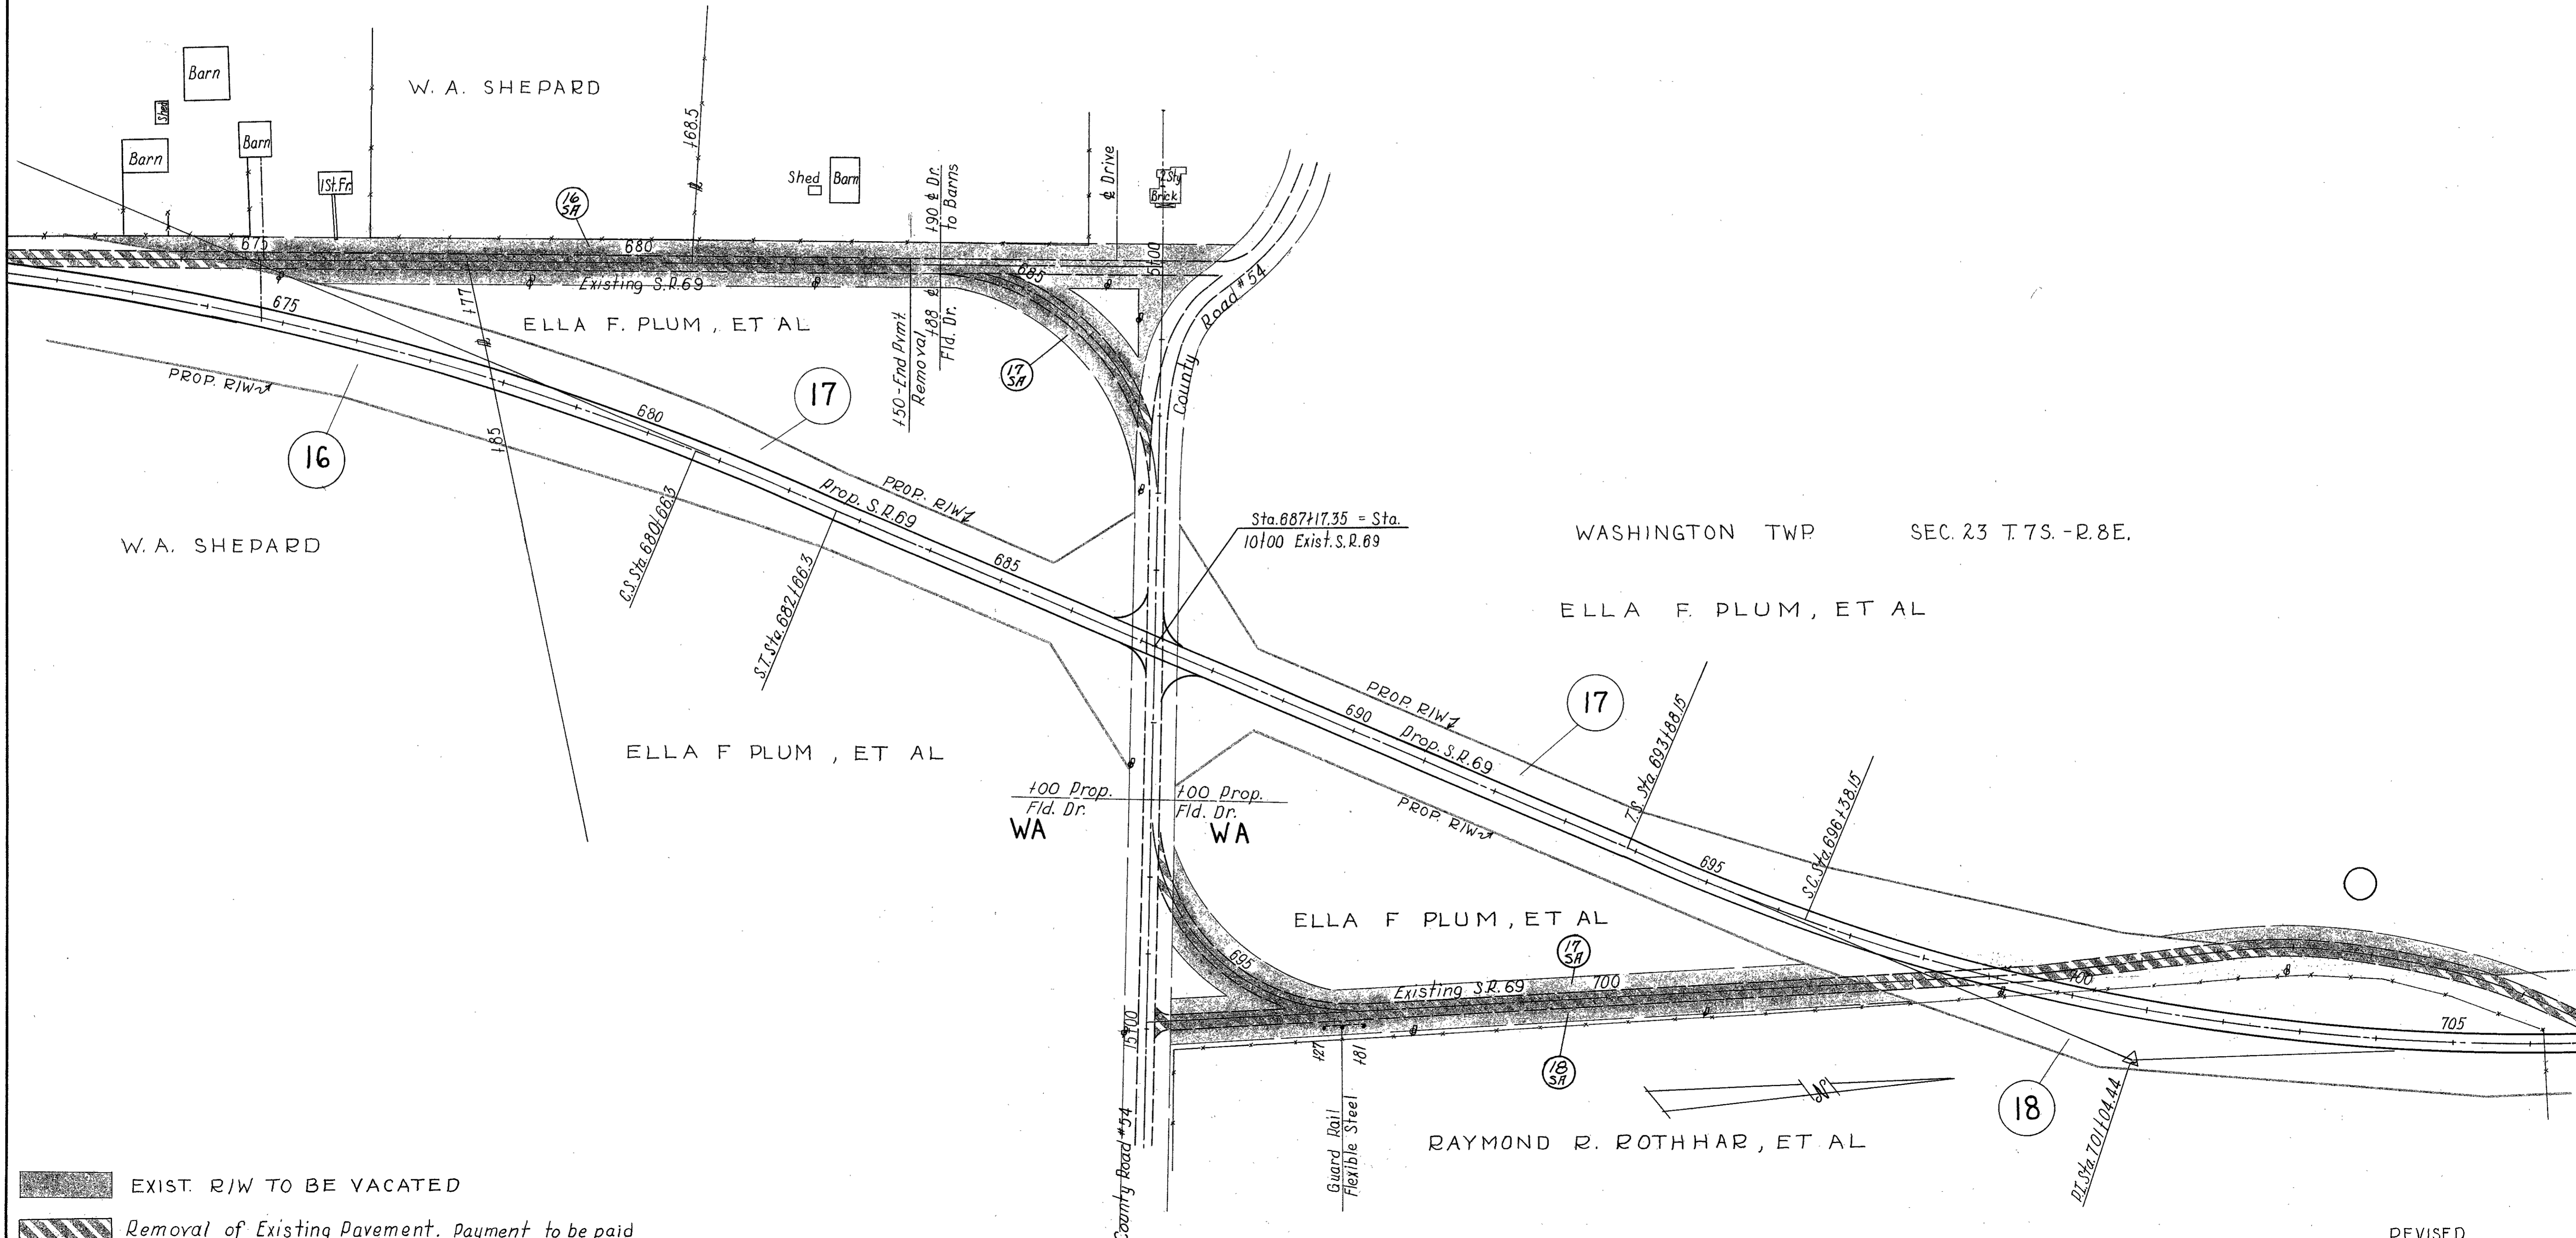 Barn
W. A. SHEPARD
Shed
Barn
Barn
1St.Fr.
+68.5
Shed
Barn
+90 ₵ Dr.
to Barns
₵ Drive
2Sty
Brick
16
SA
675
680
685
5+00
Existing S.R.69
Road #54
County
675
+77
ELLA F. PLUM, ET AL
+50-End Pvmt.
Removal
+88 ₵
Fld. Dr.
17
SA
PROP. R/W
17
680
16
+85
PROP. R/W
Prop. S.R.69
C.S. Sta. 680+66.3
W. A. SHEPARD
S.T. Sta. 682+66.3
685
Sta.687+17.35 = Sta.
10+00 Exist. S.R.69
WASHINGTON TWP. SEC. 23 T. 7S. -R. 8E.
ELLA F. PLUM, ET AL
PROP. R/W
17
690
Prop. S.R.69
T.S. Sta. 693+88.15
ELLA F PLUM, ET AL
+00 Prop.
Fld. Dr.
WA
+00 Prop.
Fld. Dr.
WA
PROP. R/W
695
S.C. Sta. 696+38.15
ELLA F PLUM, ET AL
17
SA
695
Existing S.R. 69
700
700
705
15+00
+27
+81
18
SA
N
18
Guard Rail
Flexible Steel
County Road #54
RAYMOND R. ROTHHAR, ET AL
P.I. Sta. 701+04.44
EXIST. R/W TO BE VACATED
Removal of Existing Pavement. Payment to be paid
REVISED